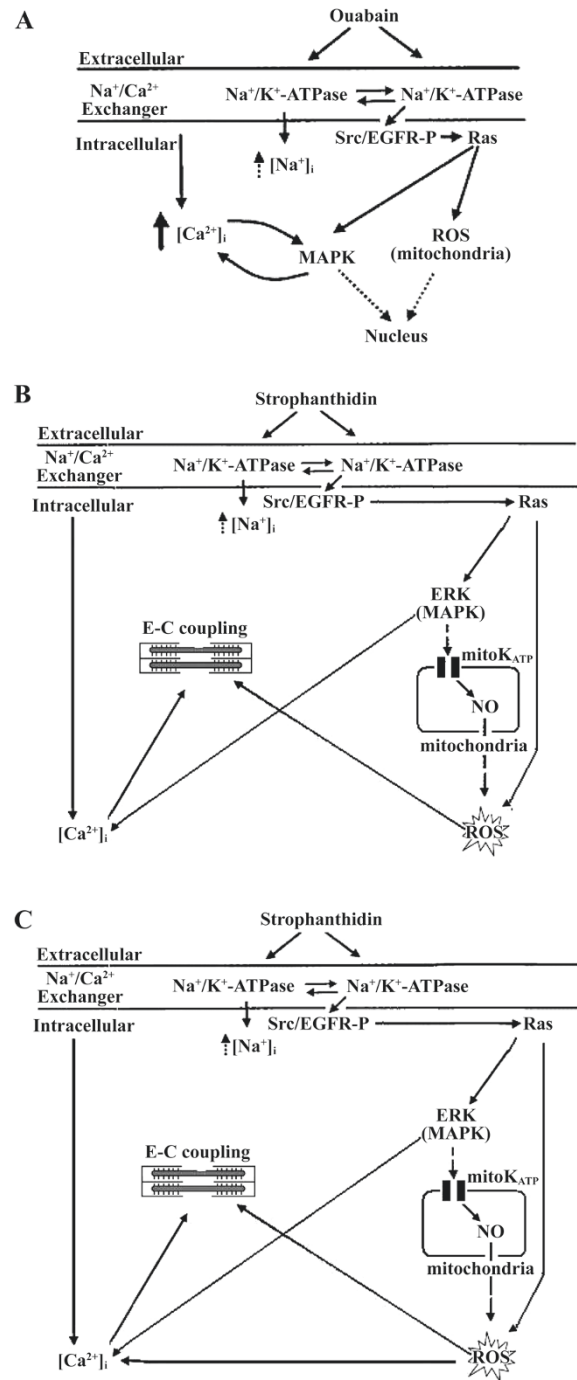 A
Ouabain
Extracellular
Na⁺/Ca²⁺ Na⁺/K⁺-ATPase Na⁺/K⁺-ATPase
Exchanger
Intracellular Src/EGFR-P Ras
[Na⁺]ᵢ
[Ca²⁺]ᵢ ROS
MAPK (mitochondria)
Nucleus
B
Strophanthidin
Extracellular
Na⁺/Ca²⁺ Na⁺/K⁺-ATPase Na⁺/K⁺-ATPase
Exchanger
Intracellular Src/EGFR-P Ras
[Na⁺]ᵢ
ERK
(MAPK)
E-C coupling
mitoK_ATP
NO
mitochondria
[Ca²⁺]ᵢ ROS
C
Strophanthidin
Extracellular
Na⁺/Ca²⁺ Na⁺/K⁺-ATPase Na⁺/K⁺-ATPase
Exchanger
Intracellular Src/EGFR-P Ras
[Na⁺]ᵢ
ERK
(MAPK)
E-C coupling
mitoK_ATP
NO
mitochondria
[Ca²⁺]ᵢ ROS